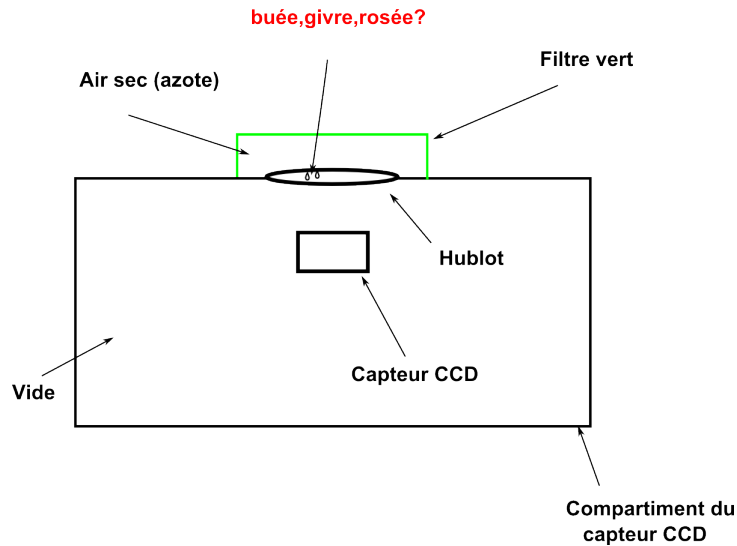 buée,givre,rosée?
Filtre vert
Air sec (azote)
Hublot
Capteur CCD
Vide
Compartiment du
capteur CCD